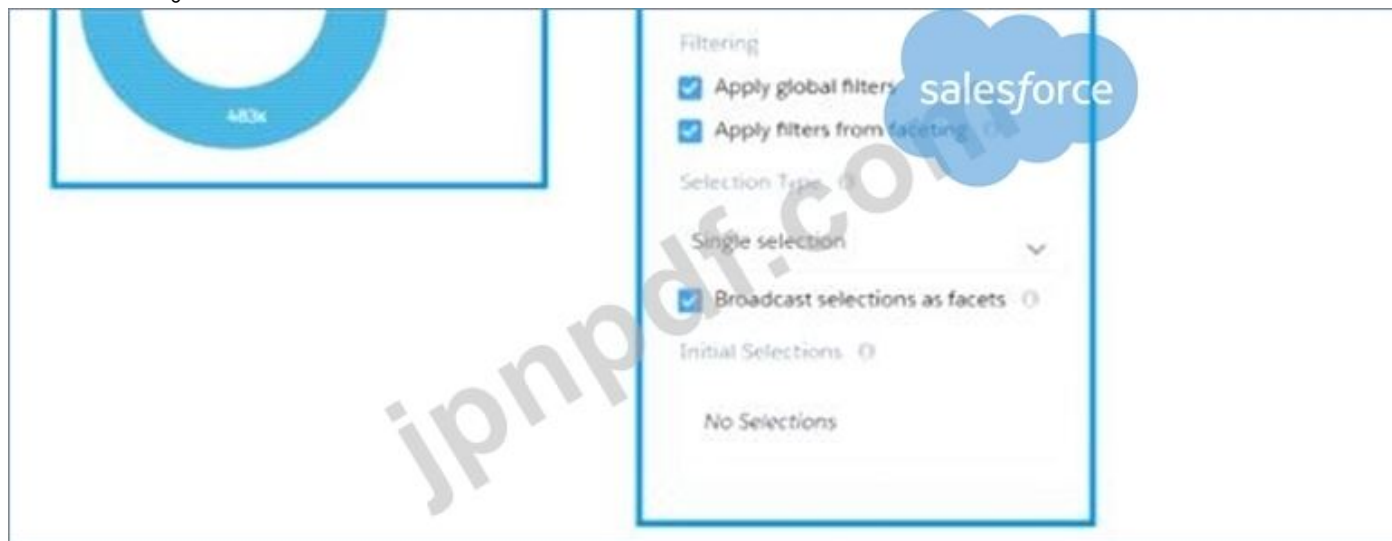 Filtering
Apply global filters
salesforce
483K
Apply filters from faceting
Selection Type
Single selection
Broadcast selections as facets
Initial Selections
No Selections
jpnpdf.com